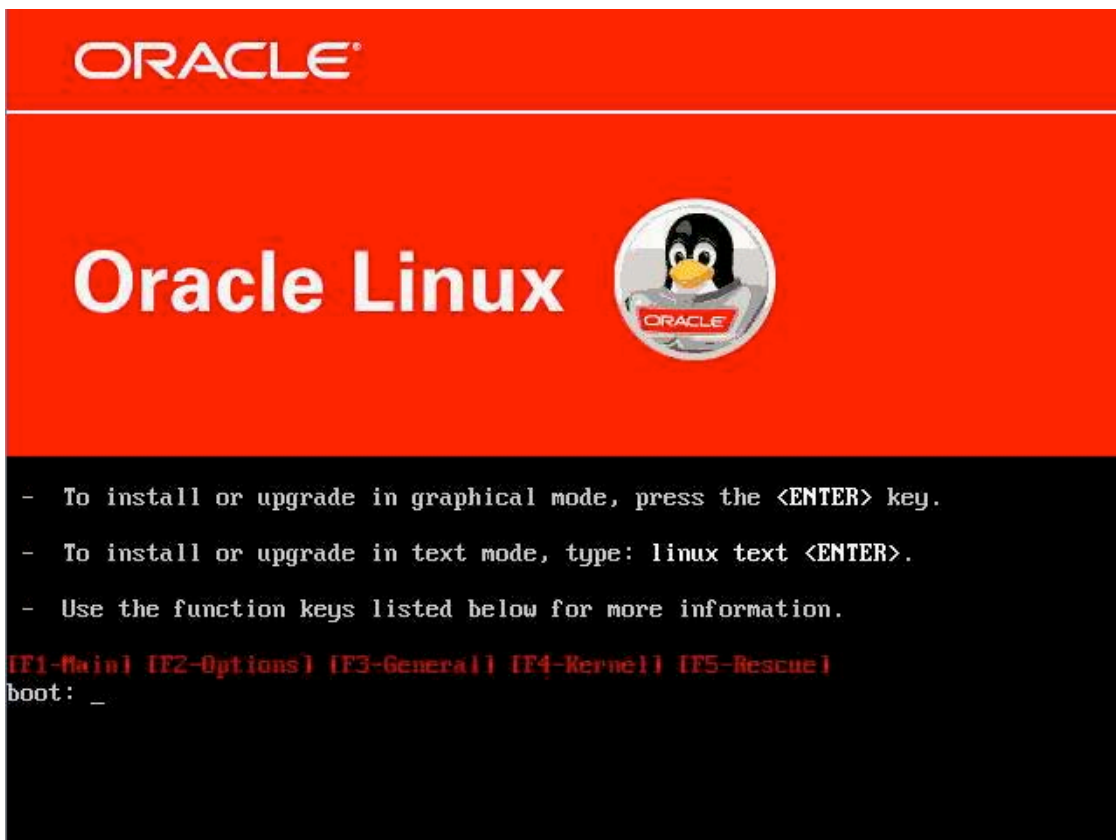 ORACLE®
Oracle Linux
ORACLE
- To install or upgrade in graphical mode, press the <ENTER> key.
- To install or upgrade in text mode, type: linux text <ENTER>.
- Use the function keys listed below for more information.
[F1-Main] [F2-Options] [F3-General] [F4-Kernel] [F5-Rescue]
boot: _